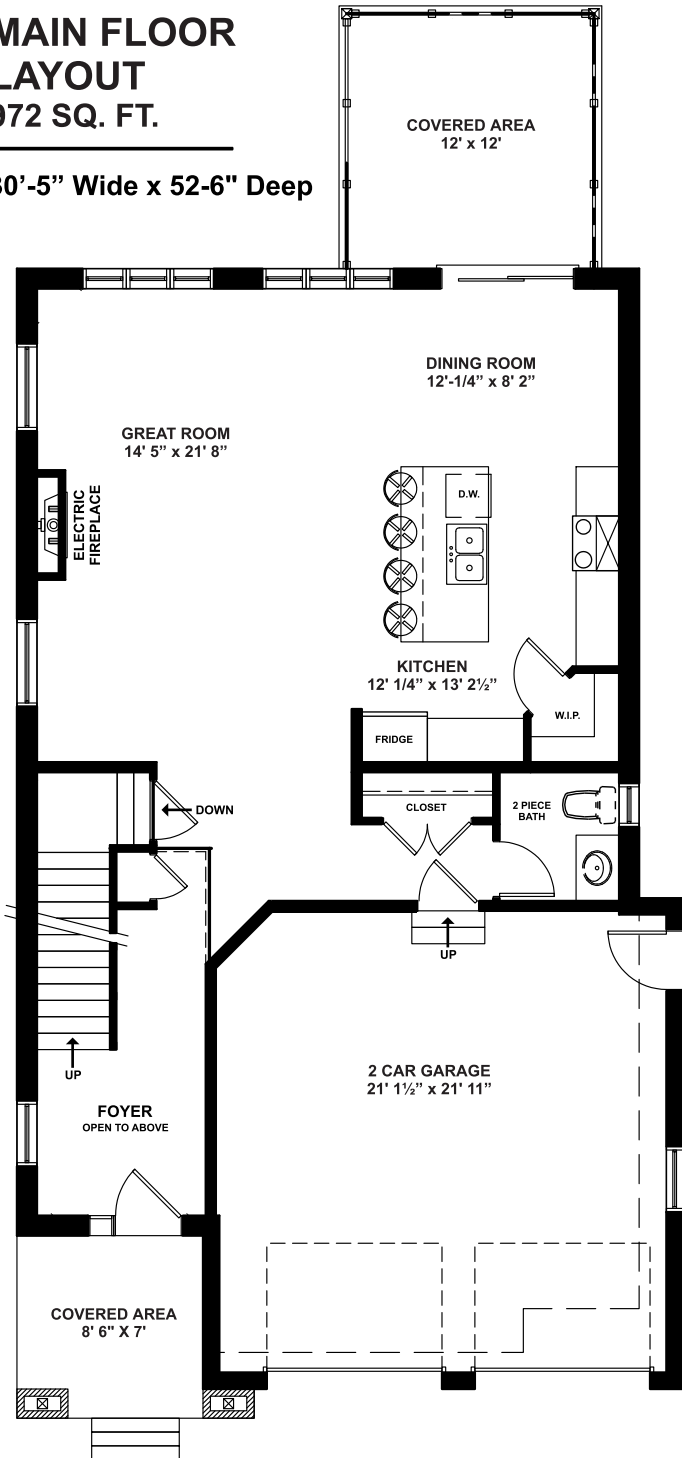 MAIN FLOOR
LAYOUT
972 SQ. FT.
30'-5” Wide x 52-6" Deep
COVERED AREA
12' x 12'
DINING ROOM
12'-1/4” x 8' 2”
GREAT ROOM
14' 5” x 21' 8”
ELECTRIC
FIREPLACE
D.W.
KITCHEN
12' 1/4” x 13' 2½”
W.I.P.
FRIDGE
DOWN
CLOSET
2 PIECE
BATH
UP
UP
2 CAR GARAGE
21' 1½” x 21' 11”
FOYER
OPEN TO ABOVE
COVERED AREA
8' 6" X 7'